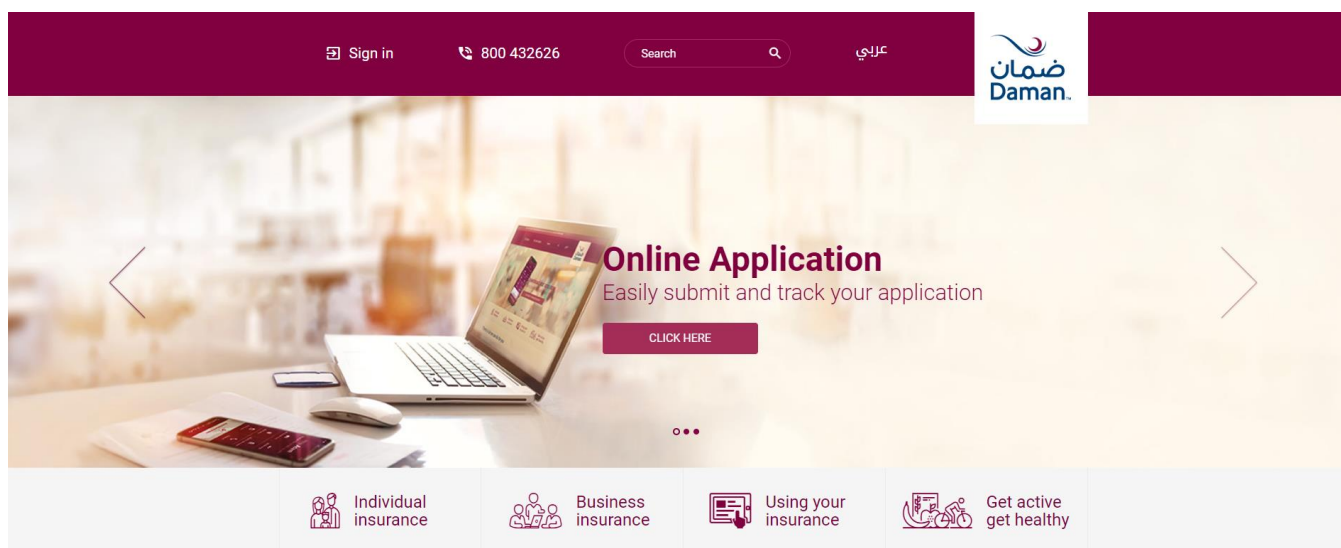 Sign in
800 432626
Search
عربي
ضمان
Daman
Online Application
Easily submit and track your application
CLICK HERE
Individual
insurance
Business
insurance
Using your
insurance
Get active
get healthy